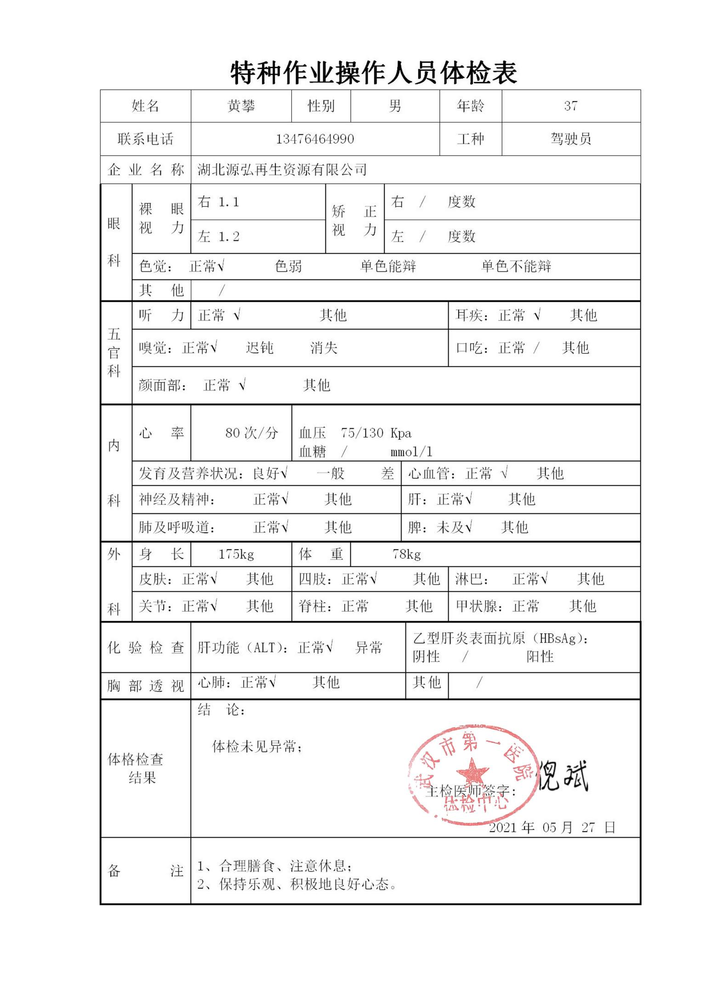 特种作业操作人员体检表
姓名 黄攀 性别 男 年龄 37
联系电话 13476464990 工种 驾驶员
企业名称 湖北源弘再生资源有限公司
眼科
裸眼视力 右 1.1 矫正视力 右 / 度数
左 1.2 左 / 度数
色觉： 正常√ 色弱 单色能辩 单色不能辩
其他 /
五官科
听力 正常 √ 其他 耳疾：正常 √ 其他
嗅觉：正常√ 迟钝 消失 口吃：正常 / 其他
颜面部： 正常 √ 其他
内科
心率 80 次/分 血压 75/130 Kpa
血糖 / mmol/l
发育及营养状况：良好√ 一般 差 心血管：正常 √ 其他
神经及精神： 正常√ 其他 肝：正常√ 其他
肺及呼吸道： 正常√ 其他 脾：未及√ 其他
外科
身长 175kg 体重 78kg
皮肤：正常√ 其他 四肢：正常√ 其他 淋巴： 正常√ 其他
关节：正常√ 其他 脊柱：正常 其他 甲状腺：正常 其他
化验检查 肝功能（ALT）：正常√ 异常 乙型肝炎表面抗原（HBsAg）：
阴性 / 阳性
胸部透视 心肺：正常√ 其他 其他 /
体格检查
结果
结 论：
体检未见异常；
武汉市第一医院
体检中心
主检医师签字： 倪斌
2021 年 05 月 27 日
备注
1、合理膳食、注意休息；
2、保持乐观、积极地良好心态。